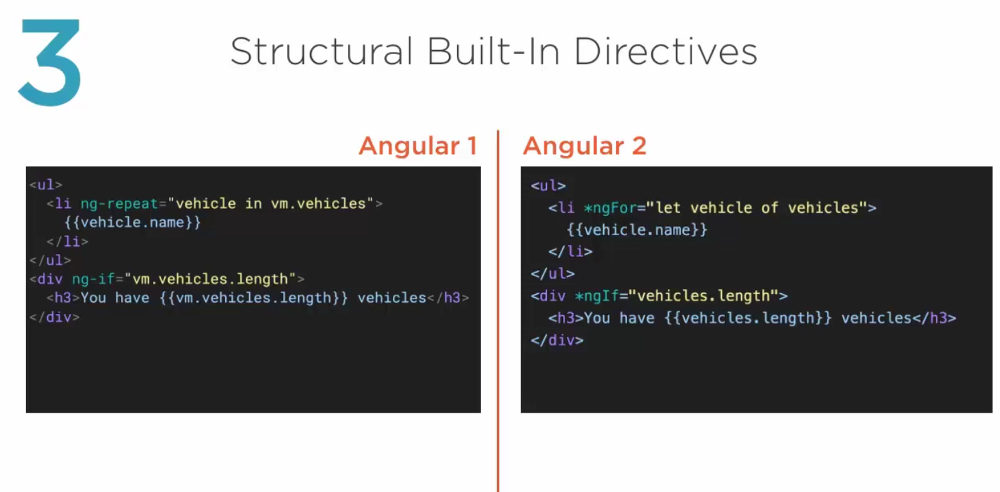 3
Structural Built-In Directives
Angular 1
<ul>
  <li ng-repeat="vehicle in vm.vehicles">
    {{vehicle.name}}
  </li>
</ul>
<div ng-if="vm.vehicles.length">
  <h3>You have {{vm.vehicles.length}} vehicles</h3>
</div>
Angular 2
<ul>
  <li *ngFor="let vehicle of vehicles">
    {{vehicle.name}}
  </li>
</ul>
<div *ngIf="vehicles.length">
  <h3>You have {{vehicles.length}} vehicles</h3>
</div>